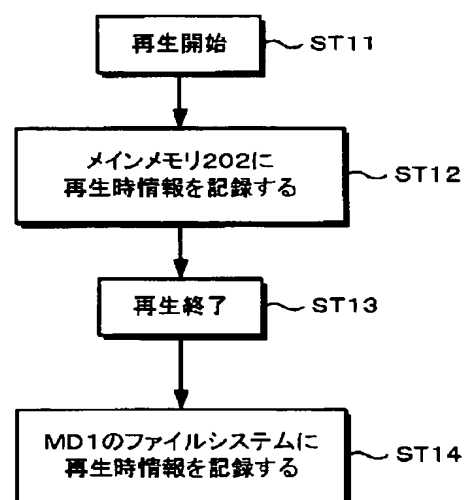 再生開始 ST11
メインメモリ202に
再生時情報を記録する ST12
再生終了 ST13
MD1のファイルシステムに
再生時情報を記録する ST14